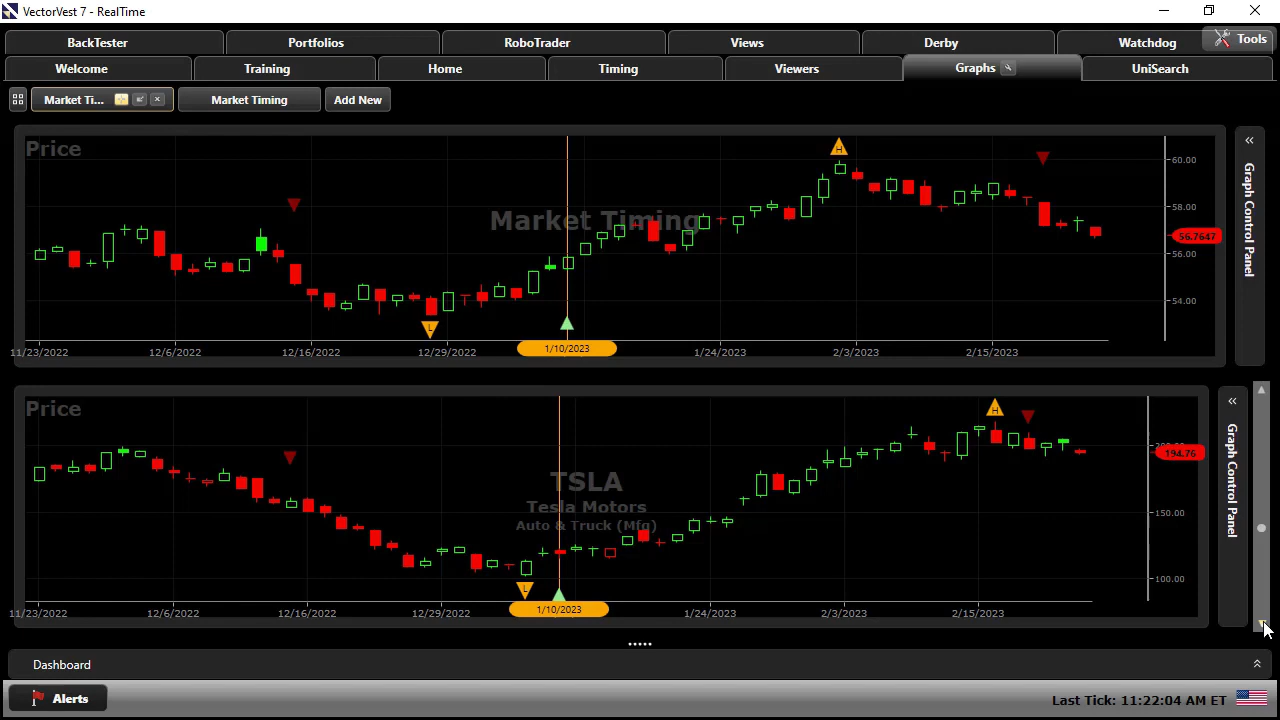 VectorVest 7 - RealTime
BackTester
Portfolios
RoboTrader
Views
Derby
Watchdog
Tools
Welcome
Training
Home
Timing
Viewers
Graphs
UniSearch
Market Ti...
Market Timing
Add New
Price
Market Timing
H
L
60.00
58.00
56.7647
56.00
54.00
11/23/2022
12/6/2022
12/16/2022
12/29/2022
1/10/2023
1/24/2023
2/3/2023
2/15/2023
Graph Control Panel
Price
TSLA
Tesla Motors
Auto & Truck (Mfg)
H
L
200.00
194.76
150.00
100.00
11/23/2022
12/6/2022
12/16/2022
12/29/2022
1/10/2023
1/24/2023
2/3/2023
2/15/2023
Graph Control Panel
Dashboard
Alerts
Last Tick: 11:22:04 AM ET